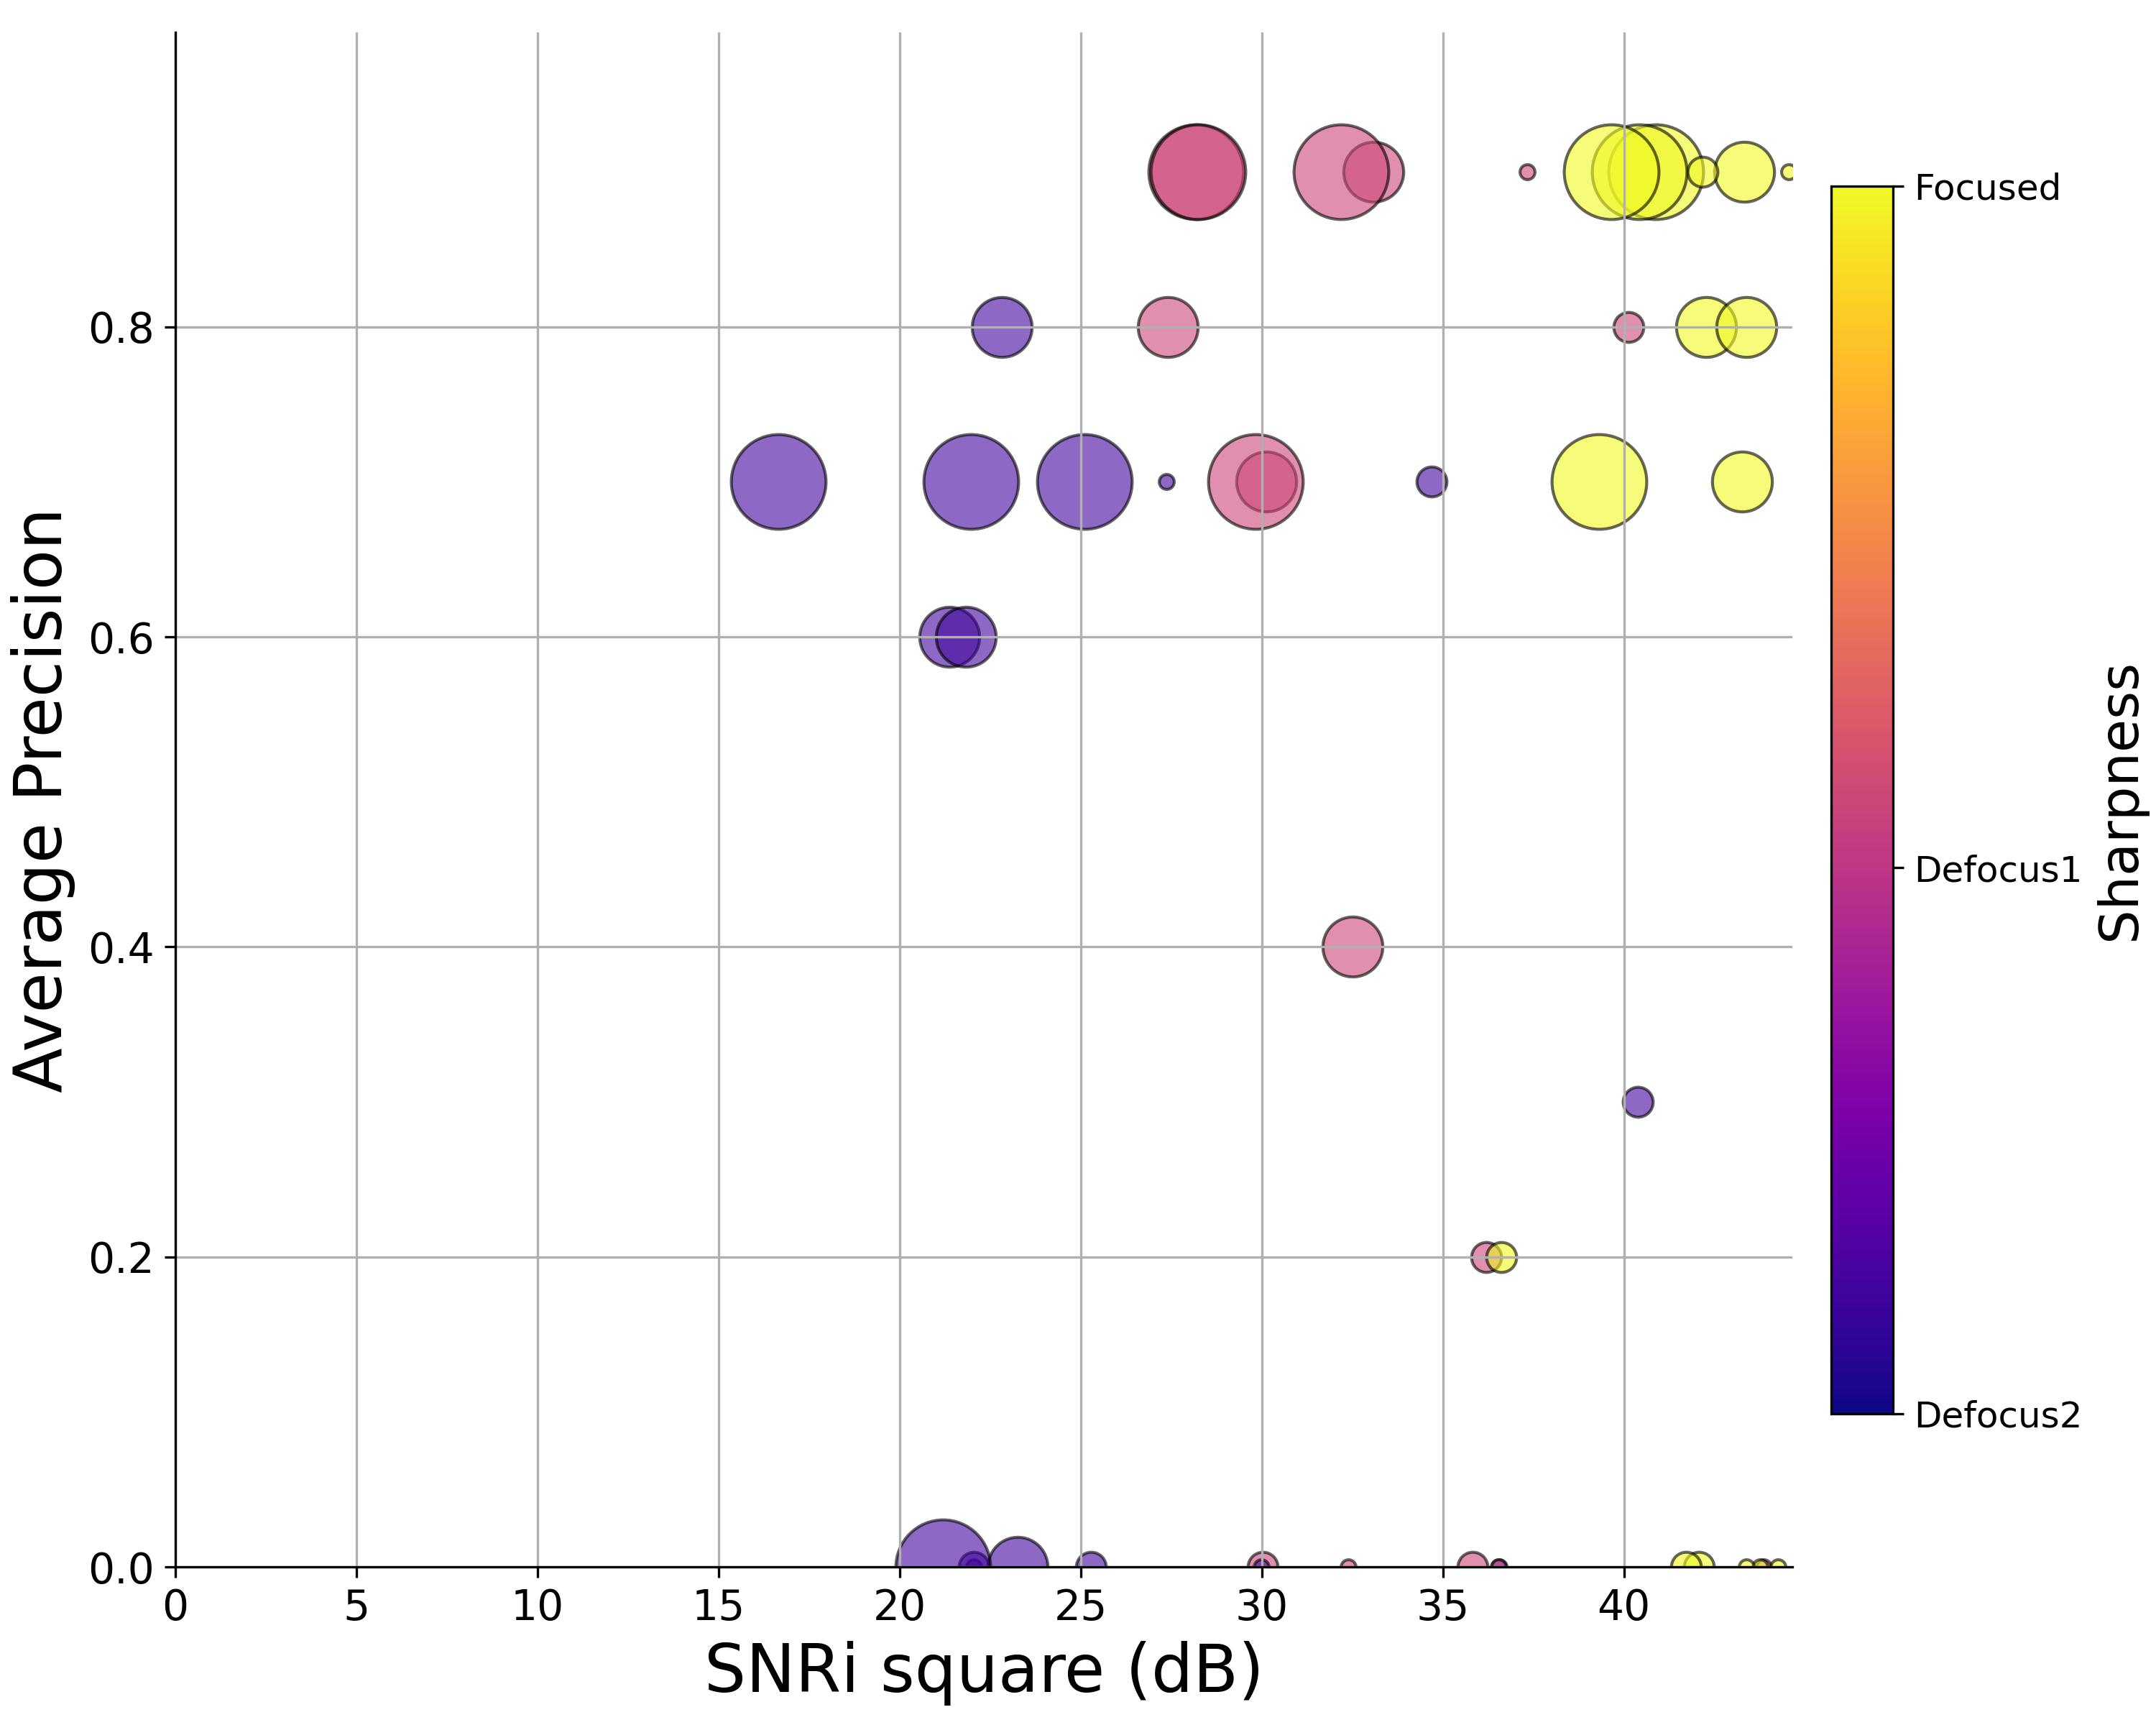 Average Precision
0.8
0.6
0.4
0.2
0.0
0 5 10 15 20 25 30 35 40
SNRi square (dB)
Focused
Defocus1
Defocus2
Sharpness